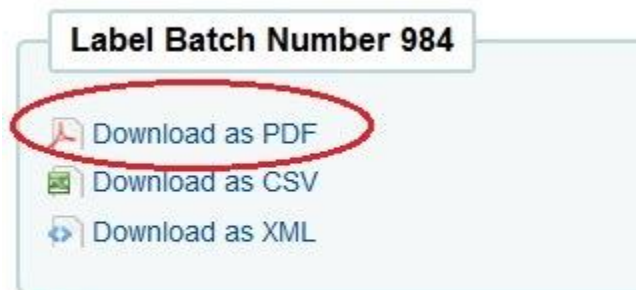 Label Batch Number 984
Download as PDF
Download as CSV
Download as XML